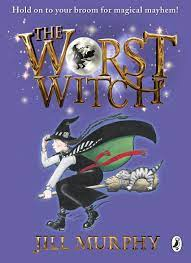 Hold on to your broom for magical mayhem!
THE
WORST
WITCH
JILL MURPHY